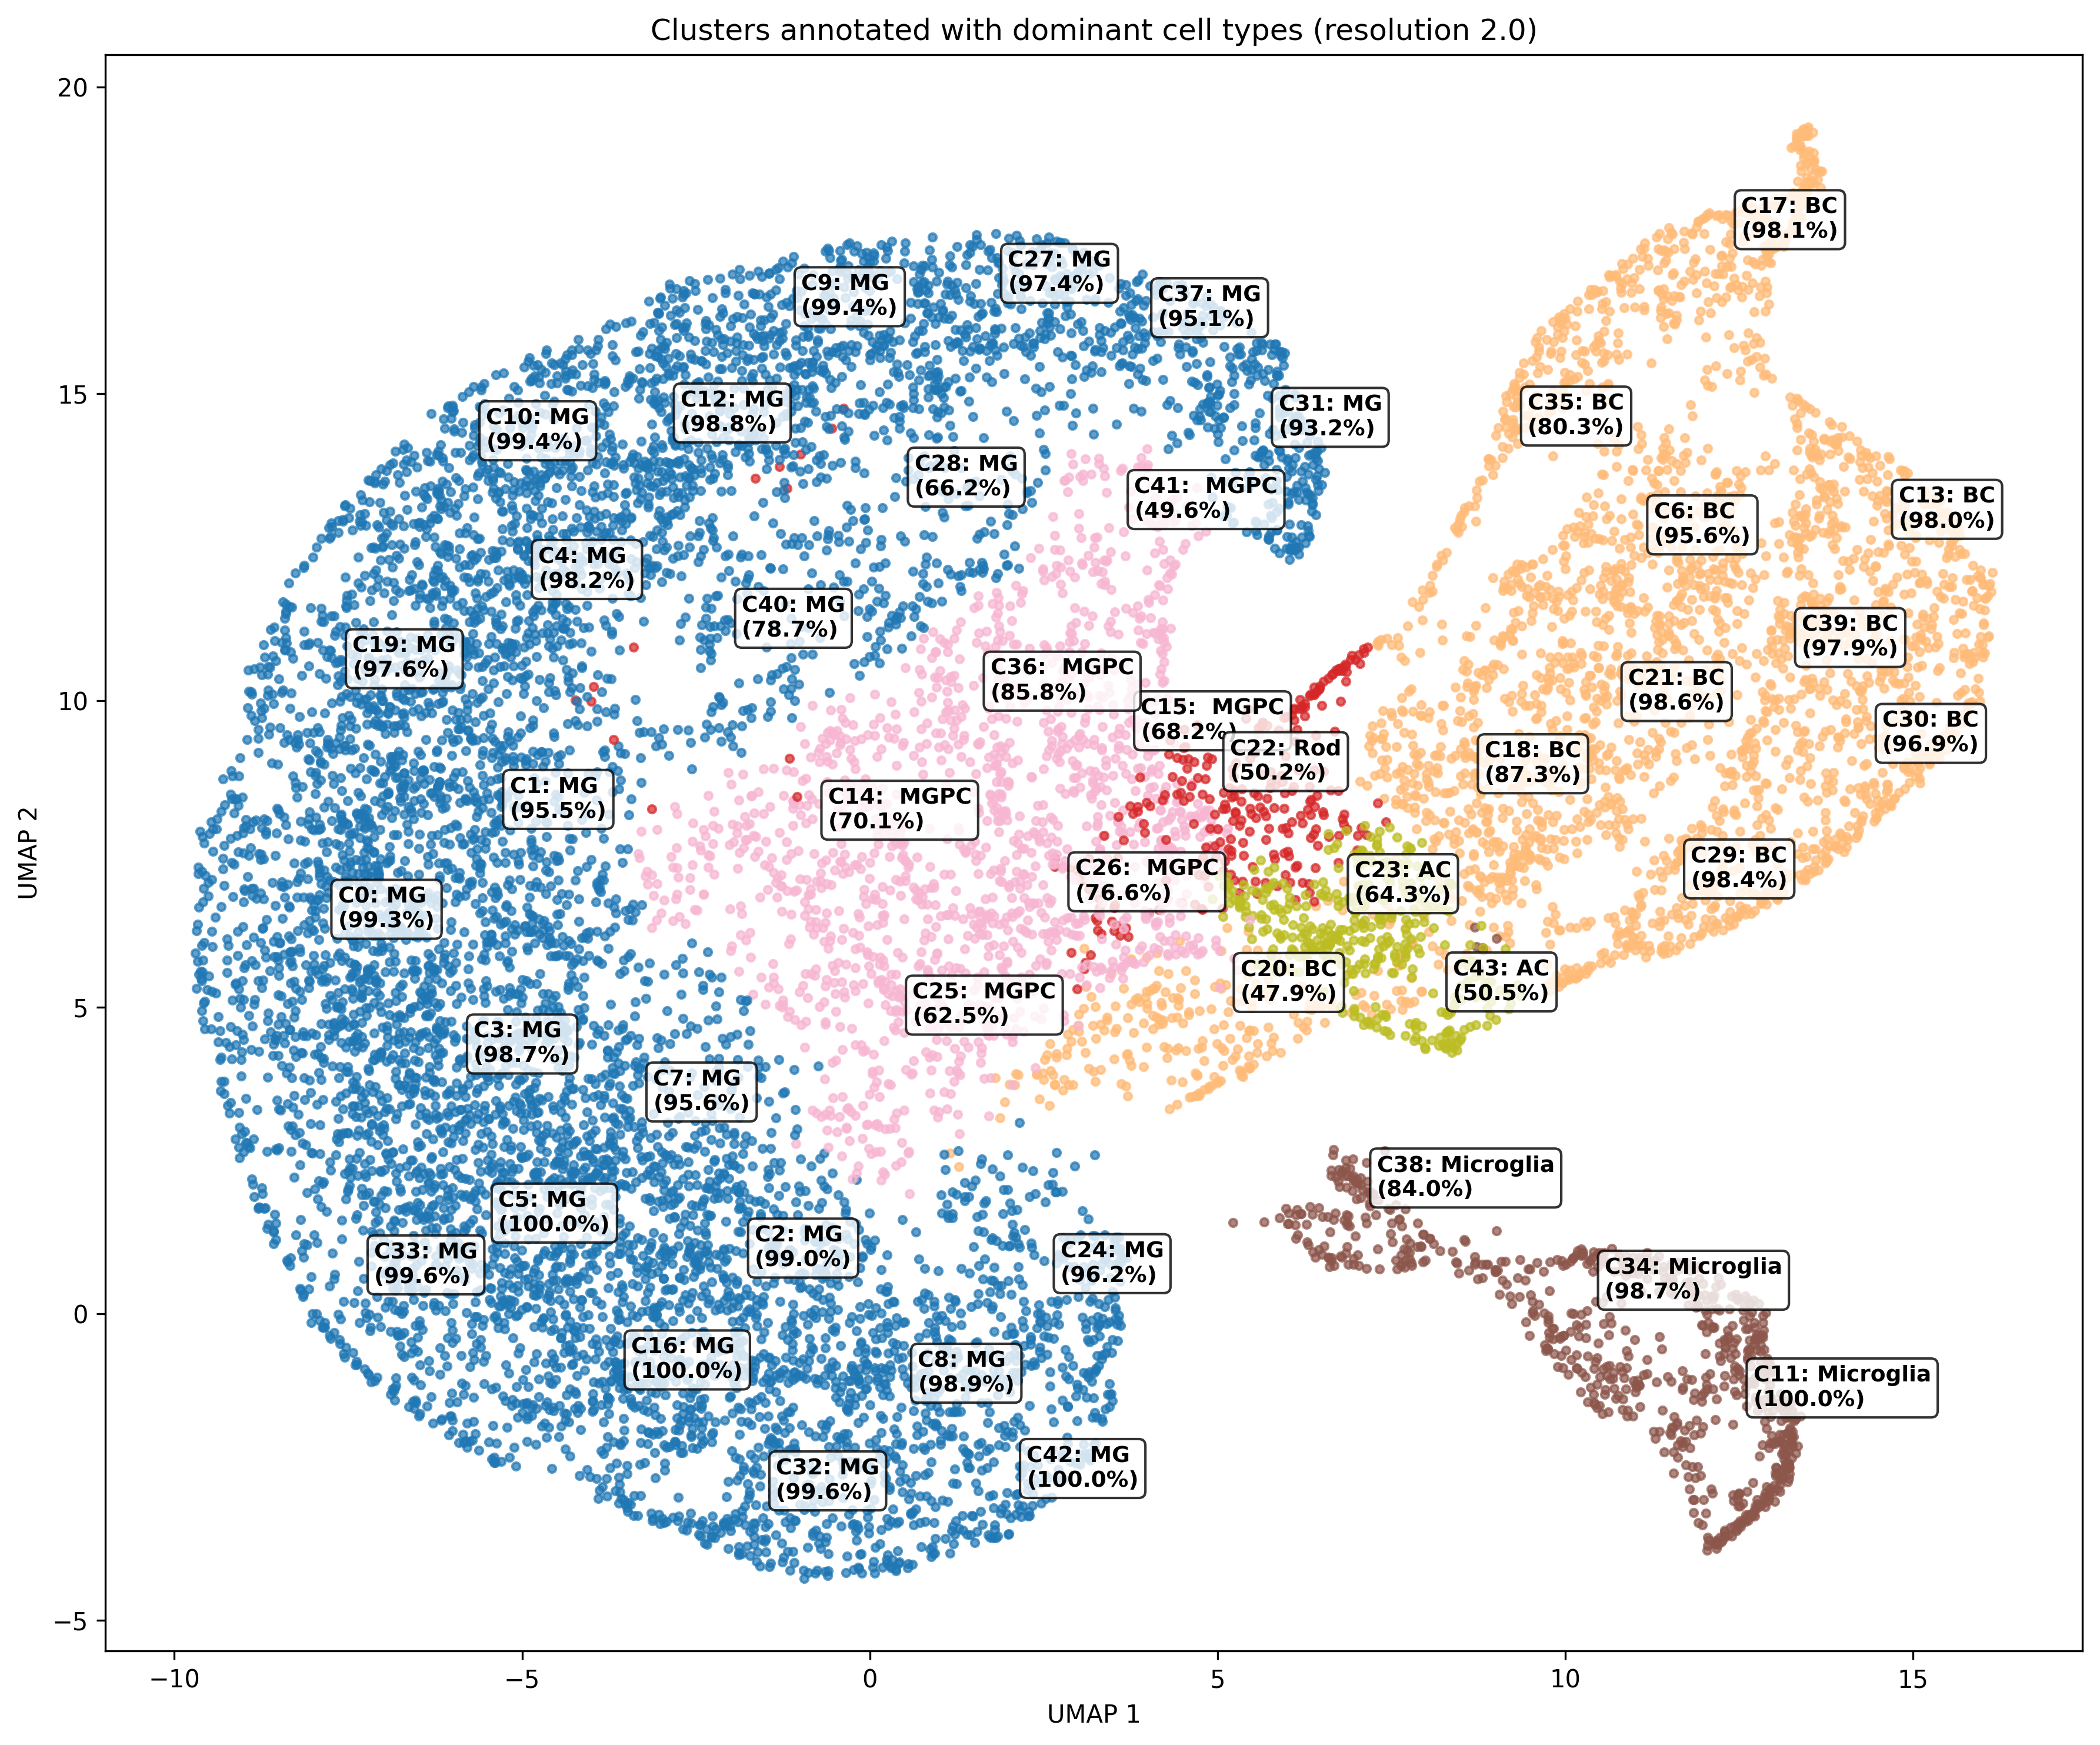 Clusters annotated with dominant cell types (resolution 2.0)
20
15
10
5
0
−5
UMAP 2
C17: BC
(98.1%)
C27: MG
(97.4%)
C9: MG
(99.4%)
C37: MG
(95.1%)
C12: MG
(98.8%)
C31: MG
(93.2%)
C35: BC
(80.3%)
C10: MG
(99.4%)
C28: MG
(66.2%)
C41:  MGPC
(49.6%)
C13: BC
(98.0%)
C6: BC
(95.6%)
C4: MG
(98.2%)
C40: MG
(78.7%)
C39: BC
(97.9%)
C19: MG
(97.6%)
C36:  MGPC
(85.8%)
C21: BC
(98.6%)
C15:  MGPC
(68.2%)
C30: BC
(96.9%)
C22: Rod
(50.2%)
C18: BC
(87.3%)
C1: MG
(95.5%)
C14:  MGPC
(70.1%)
C29: BC
(98.4%)
C26:  MGPC
(76.6%)
C23: AC
(64.3%)
C0: MG
(99.3%)
C20: BC
(47.9%)
C43: AC
(50.5%)
C25:  MGPC
(62.5%)
C3: MG
(98.7%)
C7: MG
(95.6%)
C38: Microglia
(84.0%)
C5: MG
(100.0%)
C2: MG
(99.0%)
C33: MG
(99.6%)
C24: MG
(96.2%)
C34: Microglia
(98.7%)
C16: MG
(100.0%)
C8: MG
(98.9%)
C11: Microglia
(100.0%)
C32: MG
(99.6%)
C42: MG
(100.0%)
−10
−5
0
5
10
15
UMAP 1